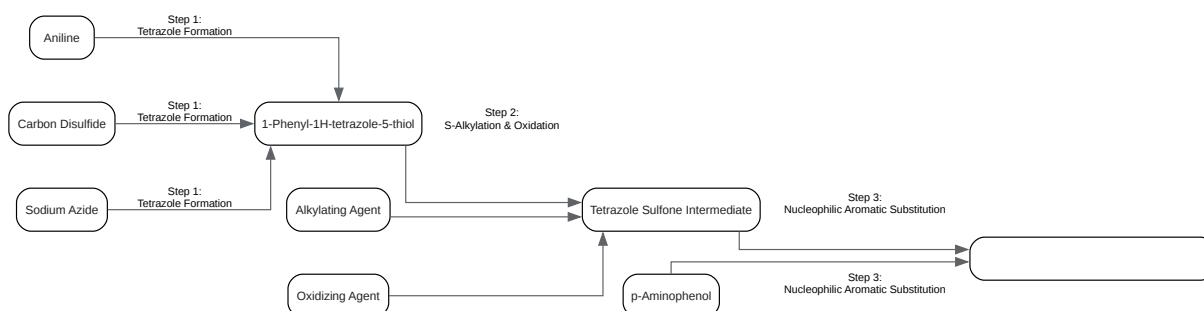 Step 1:
Tetrazole Formation
Aniline
Step 1:
Tetrazole Formation
Carbon Disulfide
1-Phenyl-1H-tetrazole-5-thiol
Step 2:
S-Alkylation & Oxidation
Step 1:
Tetrazole Formation
Sodium Azide
Alkylating Agent
Tetrazole Sulfone Intermediate
Step 3:
Nucleophilic Aromatic Substitution
Oxidizing Agent
p-Aminophenol
Step 3:
Nucleophilic Aromatic Substitution